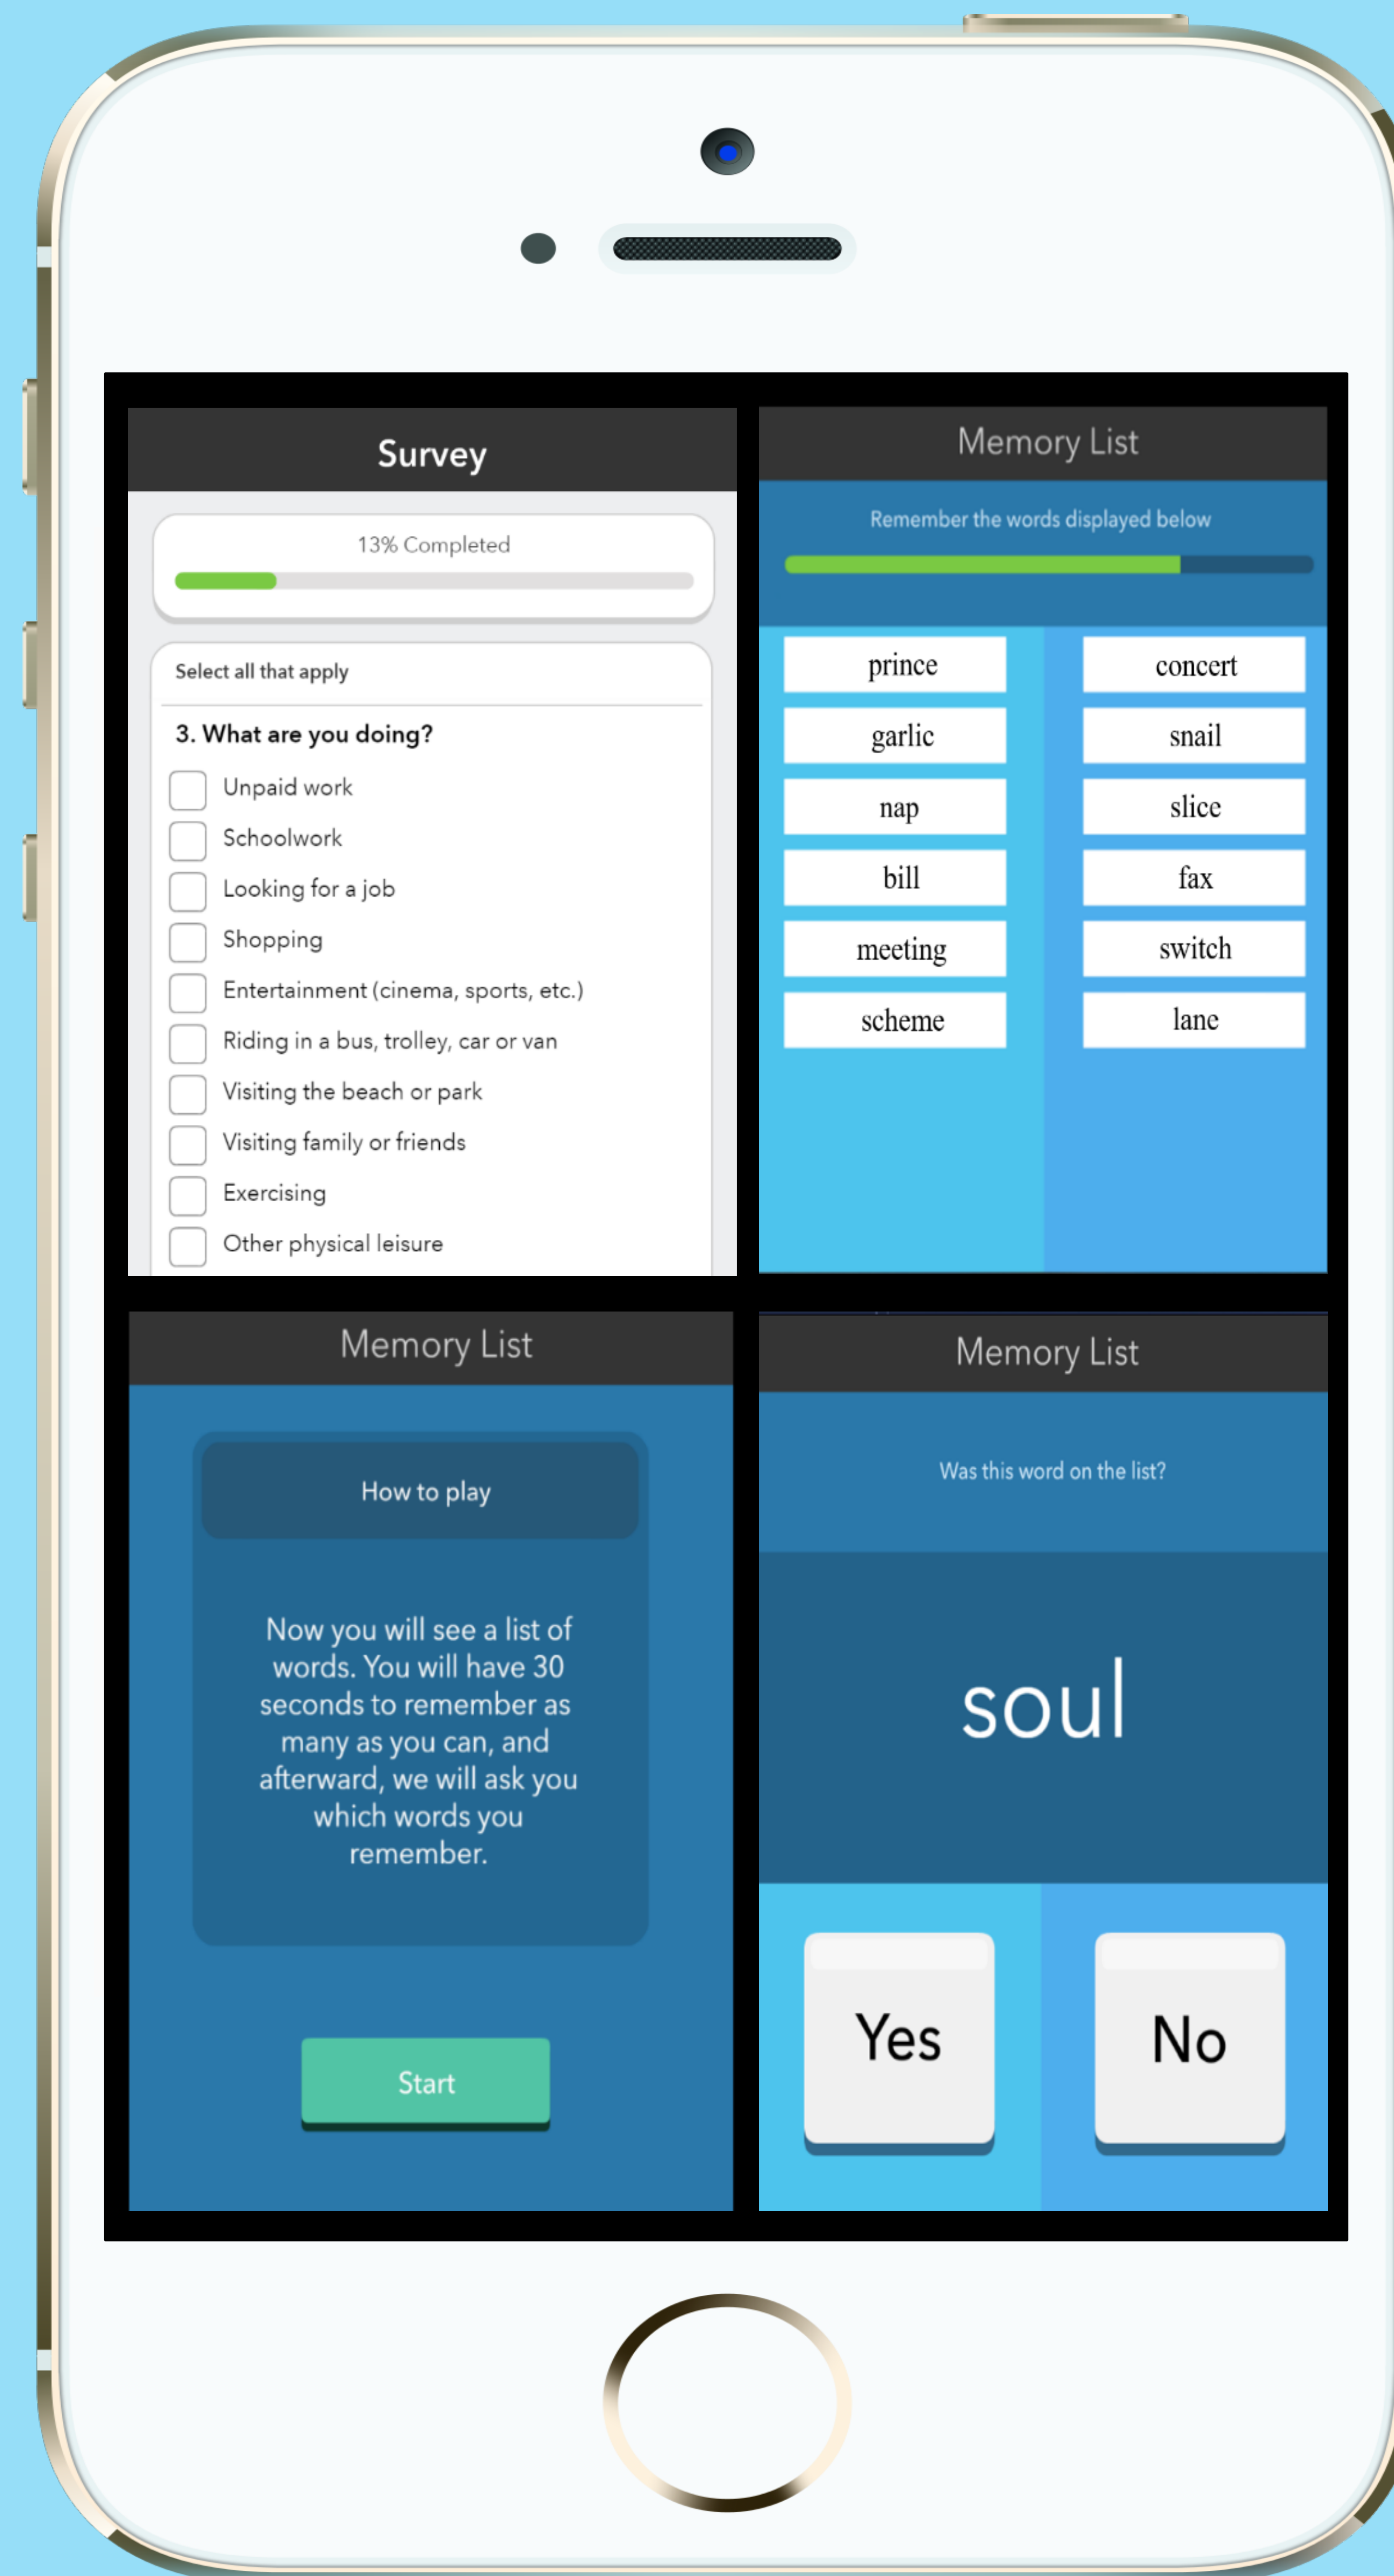 Survey
13% Completed
Select all that apply
3. What are you doing?
Unpaid work
Schoolwork
Looking for a job
Shopping
Entertainment (cinema, sports, etc.)
Riding in a bus, trolley, car or van
Visiting the beach or park
Visiting family or friends
Exercising
Other physical leisure
Memory List
Remember the words displayed below
prince
concert
garlic
snail
nap
slice
bill
fax
meeting
switch
scheme
lane
Memory List
How to play
Now you will see a list of
words. You will have 30
seconds to remember as
many as you can, and
afterward, we will ask you
which words you
remember.
Start
Memory List
Was this word on the list?
soul
Yes
No